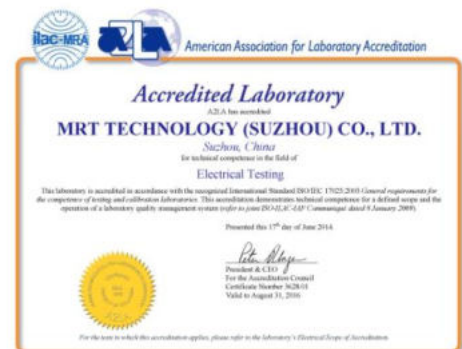 ilac-MRA
A2LA
American Association for Laboratory Accreditation
Accredited Laboratory
A2LA has accredited
MRT TECHNOLOGY (SUZHOU) CO., LTD.
Suzhou, China
for technical competence in the field of
Electrical Testing
This laboratory is accredited in accordance with the recognized International Standard ISO/IEC 17025:2005 General requirements for
the competence of testing and calibration laboratories. This accreditation demonstrates technical competence for a defined scope and the
operation of a laboratory quality management system (refer to joint ISO-ILAC-IAF Communiqué dated 8 January 2009).
Presented this 17th day of June 2014.
President & CEO
For the Accreditation Council
Certificate Number 3628.01
Valid to August 31, 2016
For the tests to which this accreditation applies, please refer to the laboratory's Electrical Scope of Accreditation.